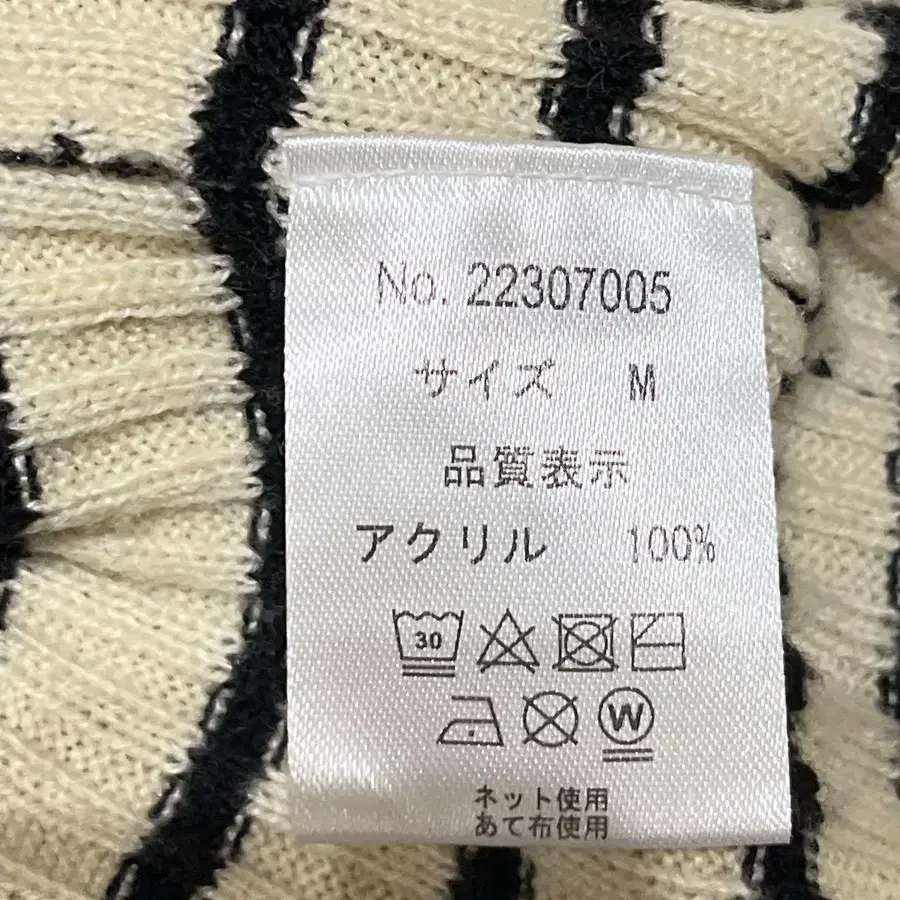 No. 22307005
サイズ M
品質表示
アクリル 100%
30
W
ネット使用
あて布使用